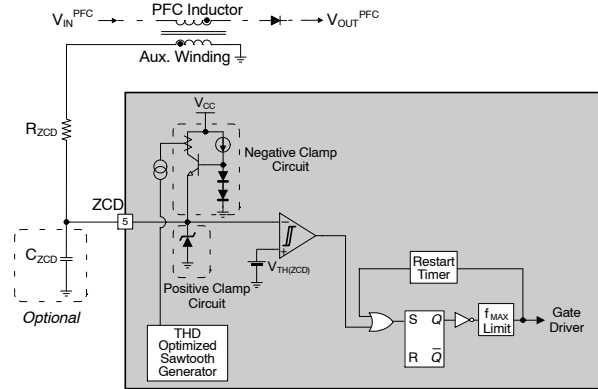 PFC Inductor
V_IN^PFC
V_OUT^PFC
Aux. Winding
R_ZCD
V_CC
Negative Clamp
Circuit
ZCD
5
C_ZCD
Optional
Positive Clamp
Circuit
V_TH(ZCD)
THD
Optimized
Sawtooth
Generator
Restart
Timer
S Q
R Q̅
f_MAX
Limit
Gate
Driver